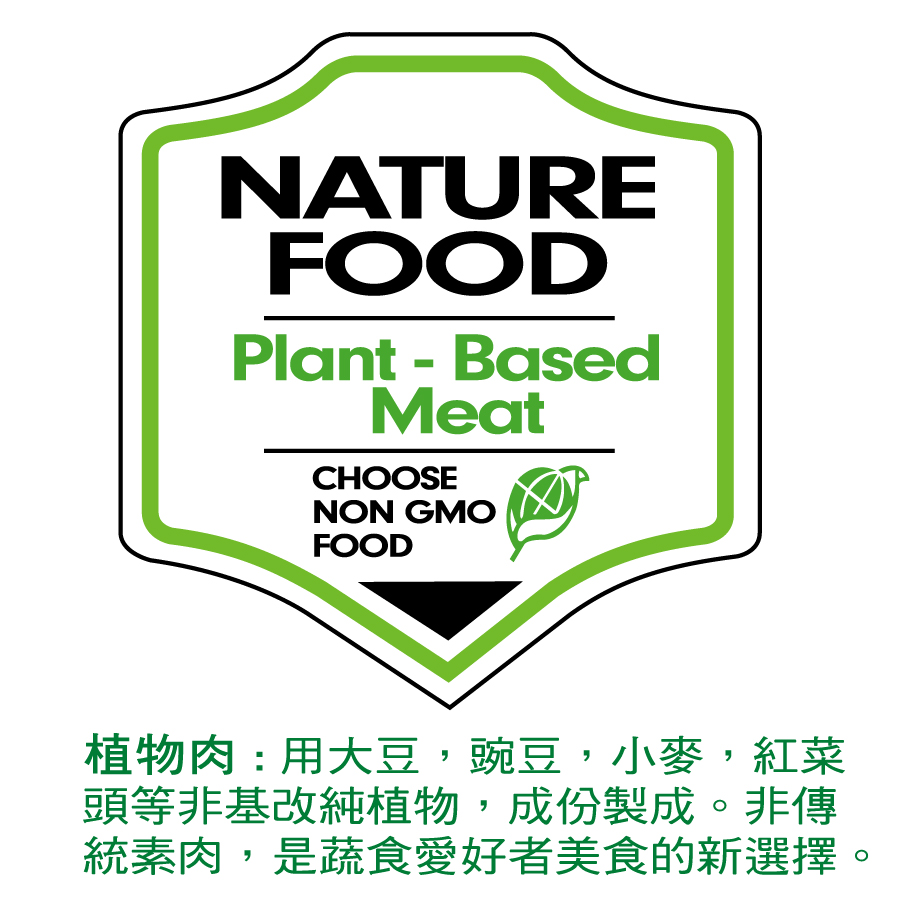 NATURE
FOOD
Plant - Based
Meat
CHOOSE
NON GMO
FOOD
植物肉：用大豆，豌豆，小麥，紅菜
頭等非基改純植物，成份製成。非傳
統素肉，是蔬食愛好者美食的新選擇。